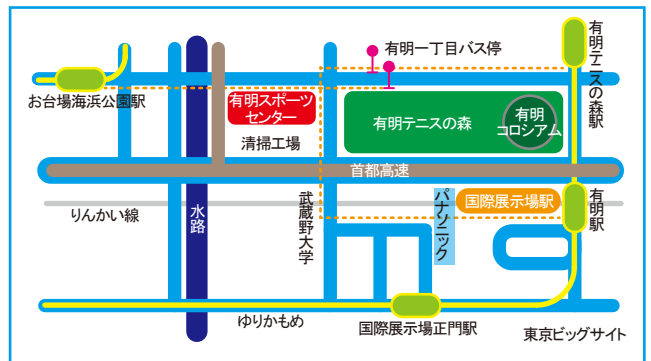 有明一丁目バス停
有明テニスの森駅
お台場海浜公園駅
有明スポーツ
センター
有明テニスの森
有明
コロシアム
清掃工場
首都高速
りんかい線
水路
武蔵野大学
パナソニック
国際展示場駅
有明駅
ゆりかもめ
国際展示場正門駅
東京ビッグサイト